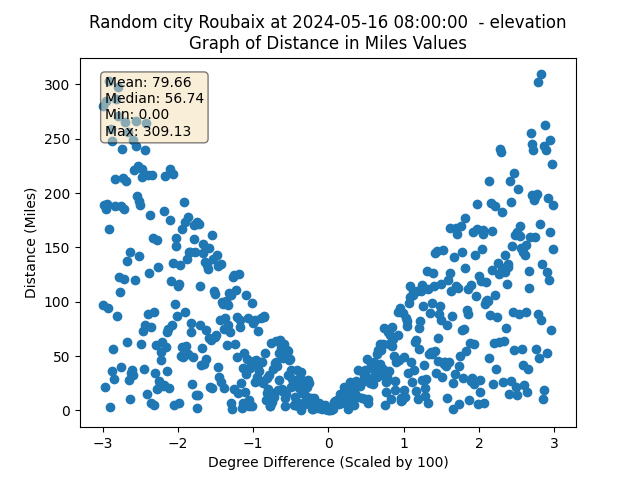 Random city Roubaix at 2024-05-16 08:00:00 - elevation
Graph of Distance in Miles Values
Mean: 79.66
Median: 56.74
Min: 0.00
Max: 309.13
Distance (Miles)
300
250
200
150
100
50
0
−3 −2 −1 0 1 2 3
Degree Difference (Scaled by 100)